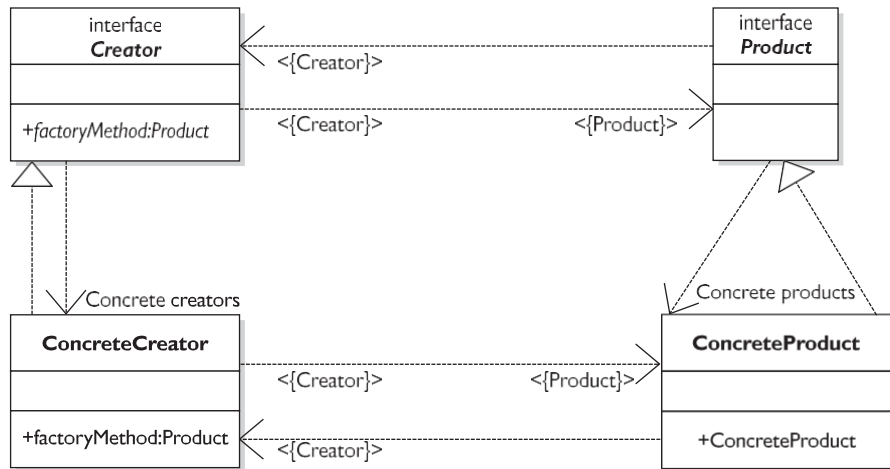 interface
Creator
interface
Product
<{Creator}>
+factoryMethod:Product
<{Creator}>
<{Product}>
Concrete creators
Concrete products
ConcreteCreator
ConcreteProduct
<{Creator}>
<{Product}>
+factoryMethod:Product
<{Creator}>
+ConcreteProduct